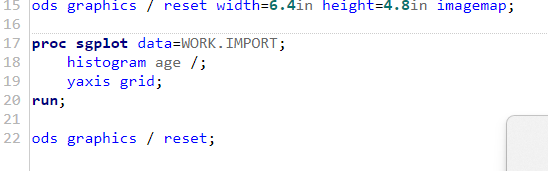 15 ods graphics / reset width=6.4in height=4.8in imagemap;
16
17 proc sgplot data=WORK.IMPORT;
18     histogram age /;
19     yaxis grid;
20 run;
21
22 ods graphics / reset;